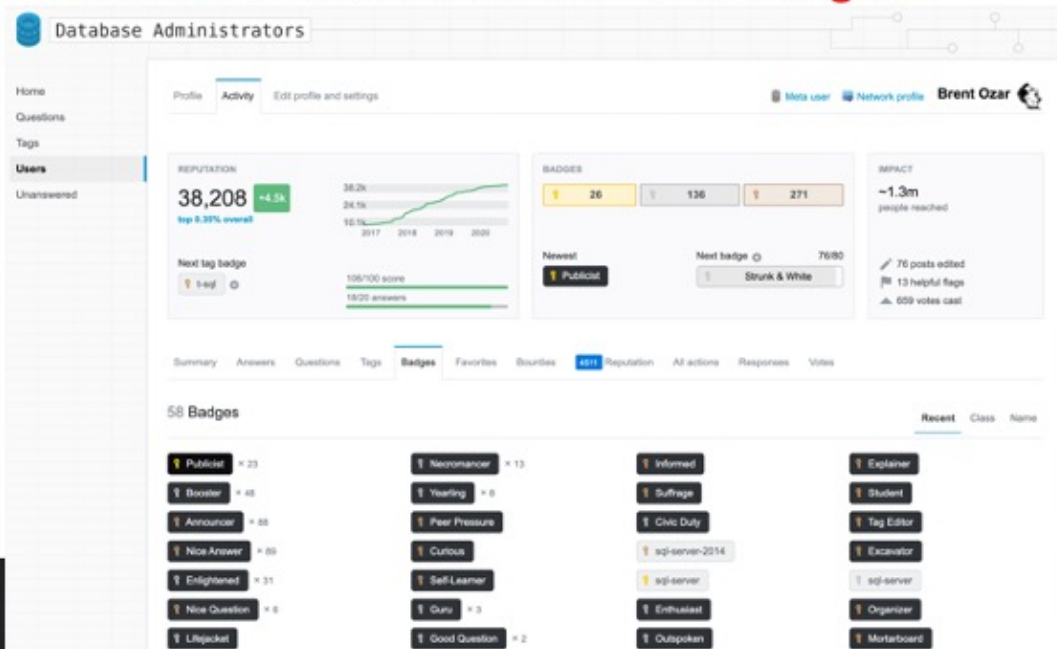 Database Administrators
Home
Questions
Tags
Users
Unanswered
Profile Activity Edit profile and settings
Meta user Network profile Brent Ozar
REPUTATION
38,208 +4.5k
top 0.35% overall
38.2k
24.1k
10.1k
2017 2018 2019 2020
Next tag badge
t-sql
106/100 score
18/20 answers
BADGES
26 136 271
Newest
Publicist
Next badge 76/80
Strunk & White
IMPACT
~1.3m
people reached
76 posts edited
13 helpful flags
659 votes cast
Summary Answers Questions Tags Badges Favorites Bounties 4511 Reputation All actions Responses Votes
58 Badges
Recent Class Name
Publicist × 23 Necromancer × 13 Informed Explainer
Booster × 48 Yearling × 8 Suffrage Student
Announcer × 88 Peer Pressure Civic Duty Tag Editor
Nice Answer × 89 Curious sql-server-2014 Excavator
Enlightened × 31 Self-Learner sql-server sql-server
Nice Question × 6 Guru × 3 Enthusiast Organizer
Lifejacket Good Question × 2 Outspoken Mortarboard